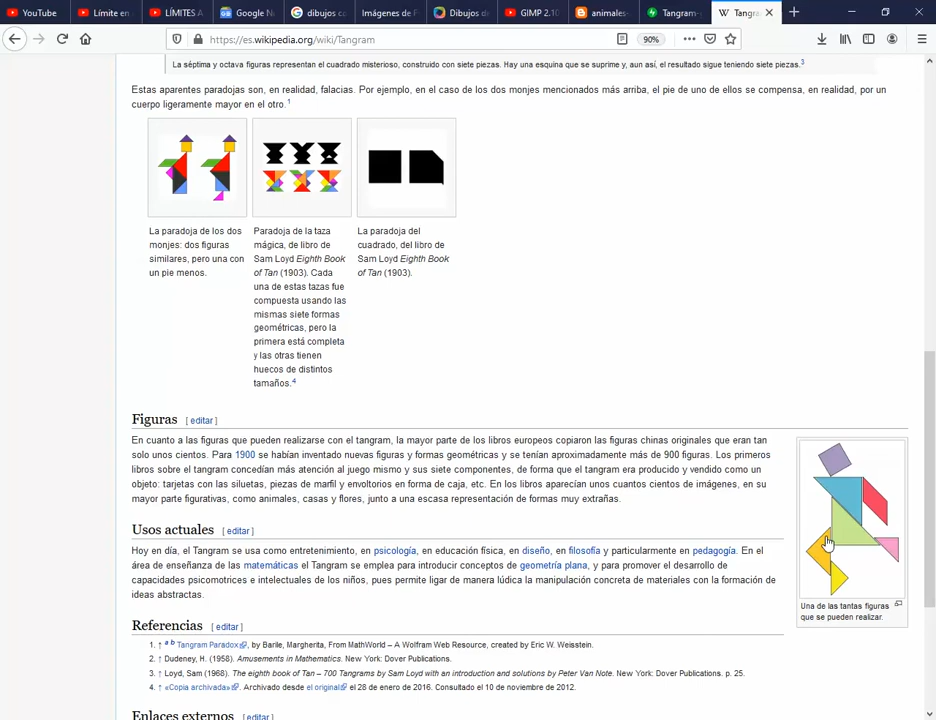 YouTube
Límite en
LÍMITES A
Google N
dibujos ca
Imágenes de P
Dibujos de
GIMP 2.10
animales-
Tangram-
Tangr
https://es.wikipedia.org/wiki/Tangram
90%
La séptima y octava figuras representan el cuadrado misterioso, construido con siete piezas. Hay una esquina que se suprime y, aun así, el resultado sigue teniendo siete piezas.3
Estas aparentes paradojas son, en realidad, falacias. Por ejemplo, en el caso de los dos monjes mencionados más arriba, el pie de uno de ellos se compensa, en realidad, por un
cuerpo ligeramente mayor en el otro.1
La paradoja de los dos
monjes: dos figuras
similares, pero una con
un pie menos.
Paradoja de la taza
mágica, de libro de
Sam Loyd Eighth Book
of Tan (1903). Cada
una de estas tazas fue
compuesta usando las
mismas siete formas
geométricas, pero la
primera está completa
y las otras tienen
huecos de distintos
tamaños.4
La paradoja del
cuadrado, del libro de
Sam Loyd Eighth Book
of Tan (1903).
Figuras [ editar ]
En cuanto a las figuras que pueden realizarse con el tangram, la mayor parte de los libros europeos copiaron las figuras chinas originales que eran tan
solo unos cientos. Para 1900 se habían inventado nuevas figuras y formas geométricas y se tenían aproximadamente más de 900 figuras. Los primeros
libros sobre el tangram concedían más atención al juego mismo y sus siete componentes, de forma que el tangram era producido y vendido como un
objeto: tarjetas con las siluetas, piezas de marfil y envoltorios en forma de caja, etc. En los libros aparecían unos cuantos cientos de imágenes, en su
mayor parte figurativas, como animales, casas y flores, junto a una escasa representación de formas muy extrañas.
Una de las tantas figuras
que se pueden realizar.
Usos actuales [ editar ]
Hoy en día, el Tangram se usa como entretenimiento, en psicología, en educación física, en diseño, en filosofía y particularmente en pedagogía. En el
área de enseñanza de las matemáticas el Tangram se emplea para introducir conceptos de geometría plana, y para promover el desarrollo de
capacidades psicomotrices e intelectuales de los niños, pues permite ligar de manera lúdica la manipulación concreta de materiales con la formación de
ideas abstractas.
Referencias [ editar ]
1. ↑ a b Tangram Paradox, by Barile, Margherita, From MathWorld – A Wolfram Web Resource, created by Eric W. Weisstein.
2. ↑ Dudeney, H. (1958). Amusements in Mathematics. New York: Dover Publications.
3. ↑ Loyd, Sam (1968). The eighth book of Tan – 700 Tangrams by Sam Loyd with an introduction and solutions by Peter Van Note. New York: Dover Publications. p. 25.
4. ↑ «Copia archivada». Archivado desde el original el 28 de enero de 2016. Consultado el 10 de noviembre de 2012.
Enlaces externos [ editar ]